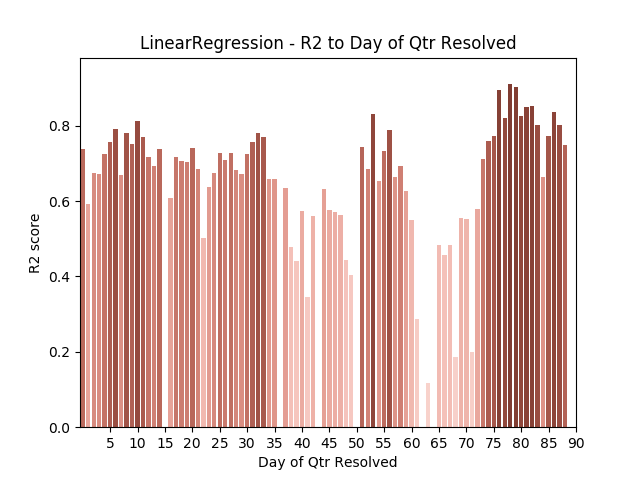 LinearRegression - R2 to Day of Qtr Resolved
R2 score
0.8
0.6
0.4
0.2
0.0
5 10 15 20 25 30 35 40 45 50 55 60 65 70 75 80 85 90
Day of Qtr Resolved